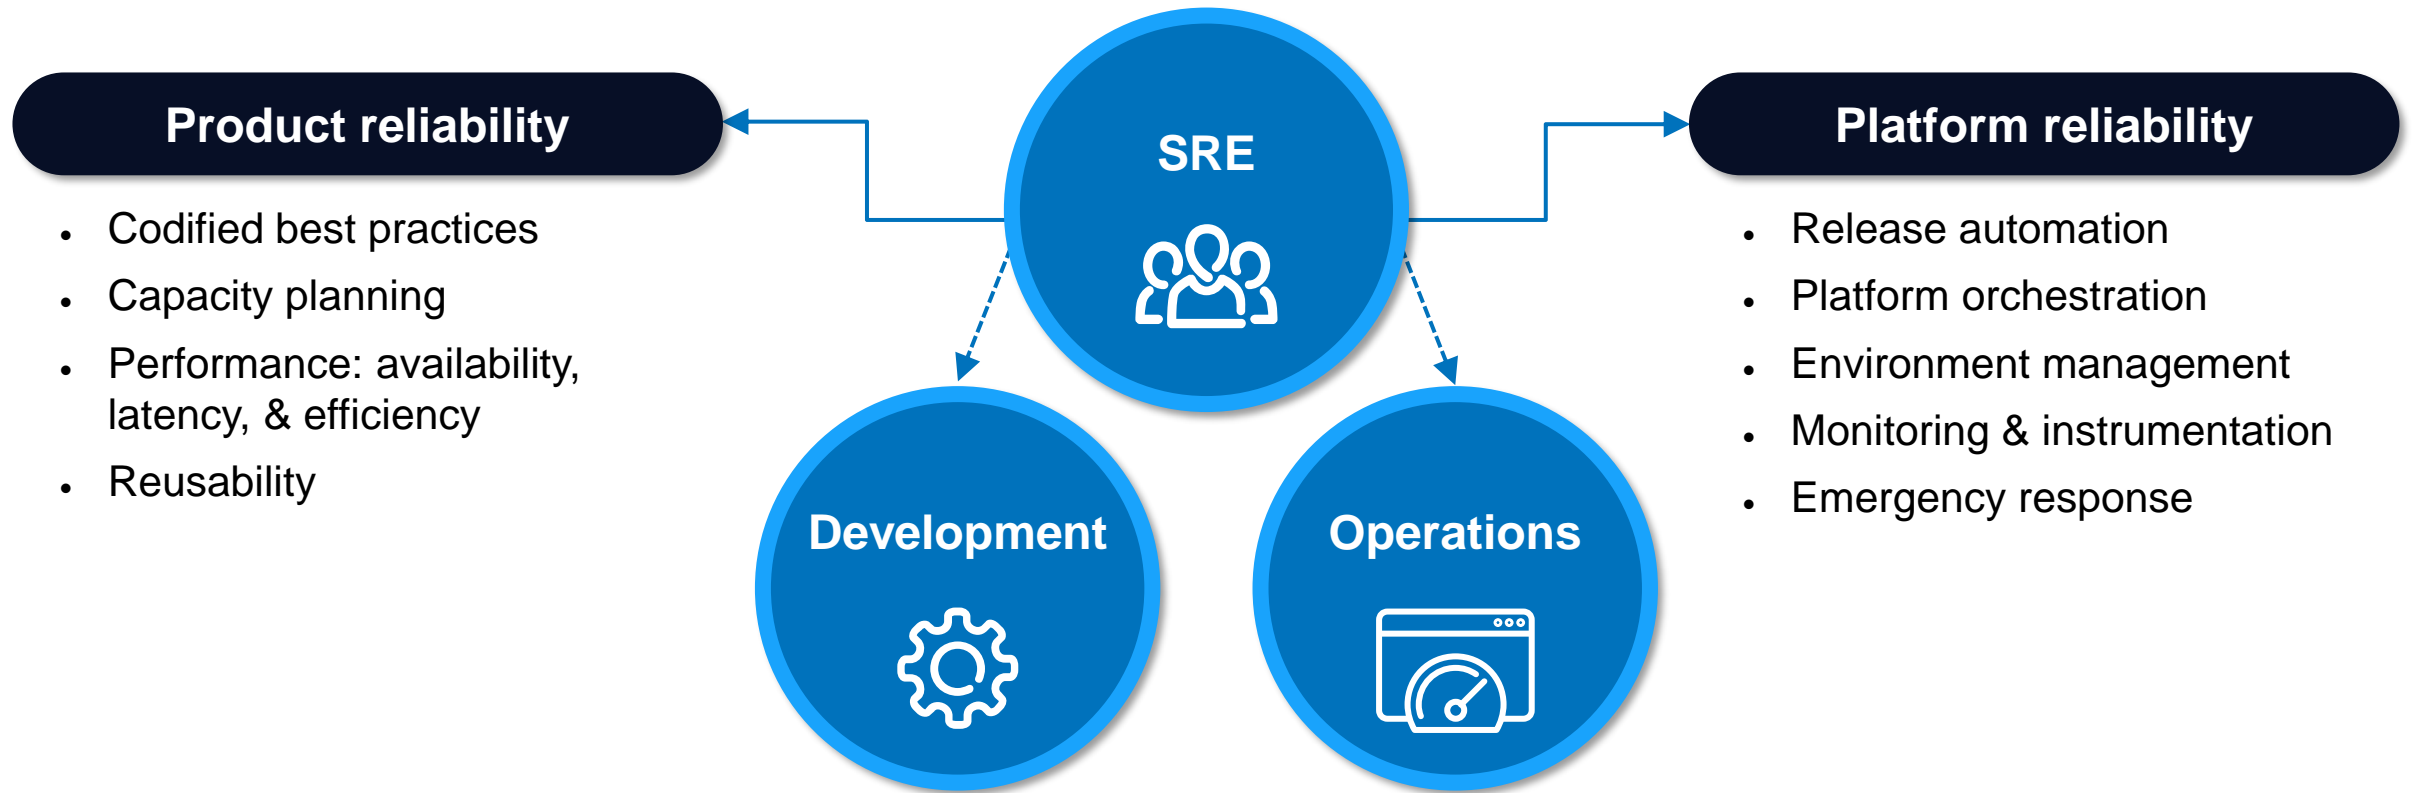 Product reliability
• Codified best practices
• Capacity planning
• Performance: availability,
latency, & efficiency
• Reusability
SRE
Development
Operations
Platform reliability
• Release automation
• Platform orchestration
• Environment management
• Monitoring & instrumentation
• Emergency response